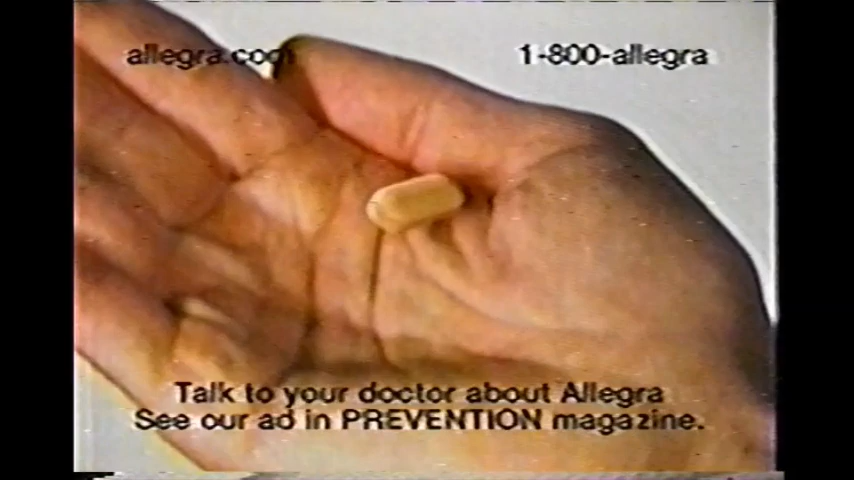 allegra.com
1-800-allegra
Talk to your doctor about Allegra
See our ad in PREVENTION magazine.